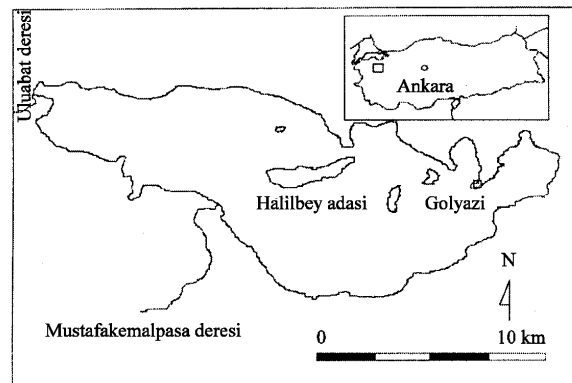 Uluabat deresi
Ankara
Halilbey adasi
Golyazi
N
Mustafakemalpasa deresi
0 10 km